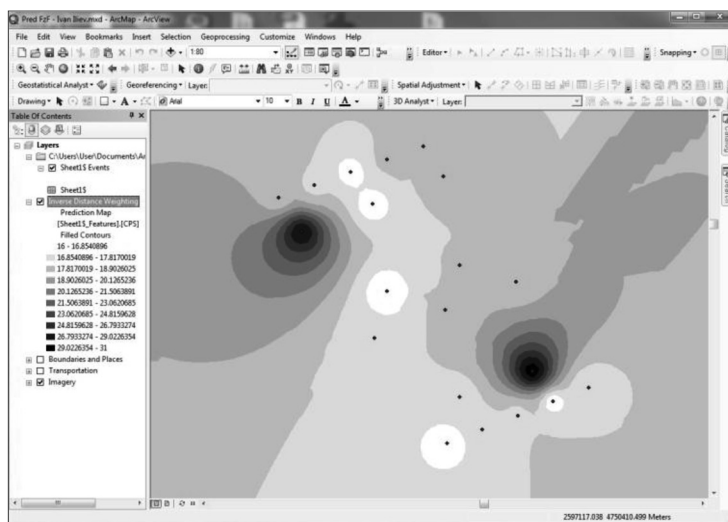 Pred FzF - Ivan Iliev.mxd - ArcMap - ArcView
File Edit View Bookmarks Insert Selection Geoprocessing Customize Windows Help
1:80 Editor Snapping
Geostatistical Analyst Georeferencing Layer: Spatial Adjustment
Drawing A Arial 10 B I U A 3D Analyst Layer:
Table Of Contents
Layers
C:\Users\User\Documents\Ar
Sheet1$ Events
Sheet1$
Inverse Distance Weighting
Prediction Map
[Sheet1$_Features].[CPS]
Filled Contours
16 - 16.8540896
16.8540896 - 17.8170019
17.8170019 - 18.9026025
18.9026025 - 20.1265236
20.1265236 - 21.5063891
21.5063891 - 23.0620685
23.0620685 - 24.8159628
24.8159628 - 26.7933274
26.7933274 - 29.0226354
29.0226354 - 31
Boundaries and Places
Transportation
Imagery
2597117.038 4750410.499 Meters